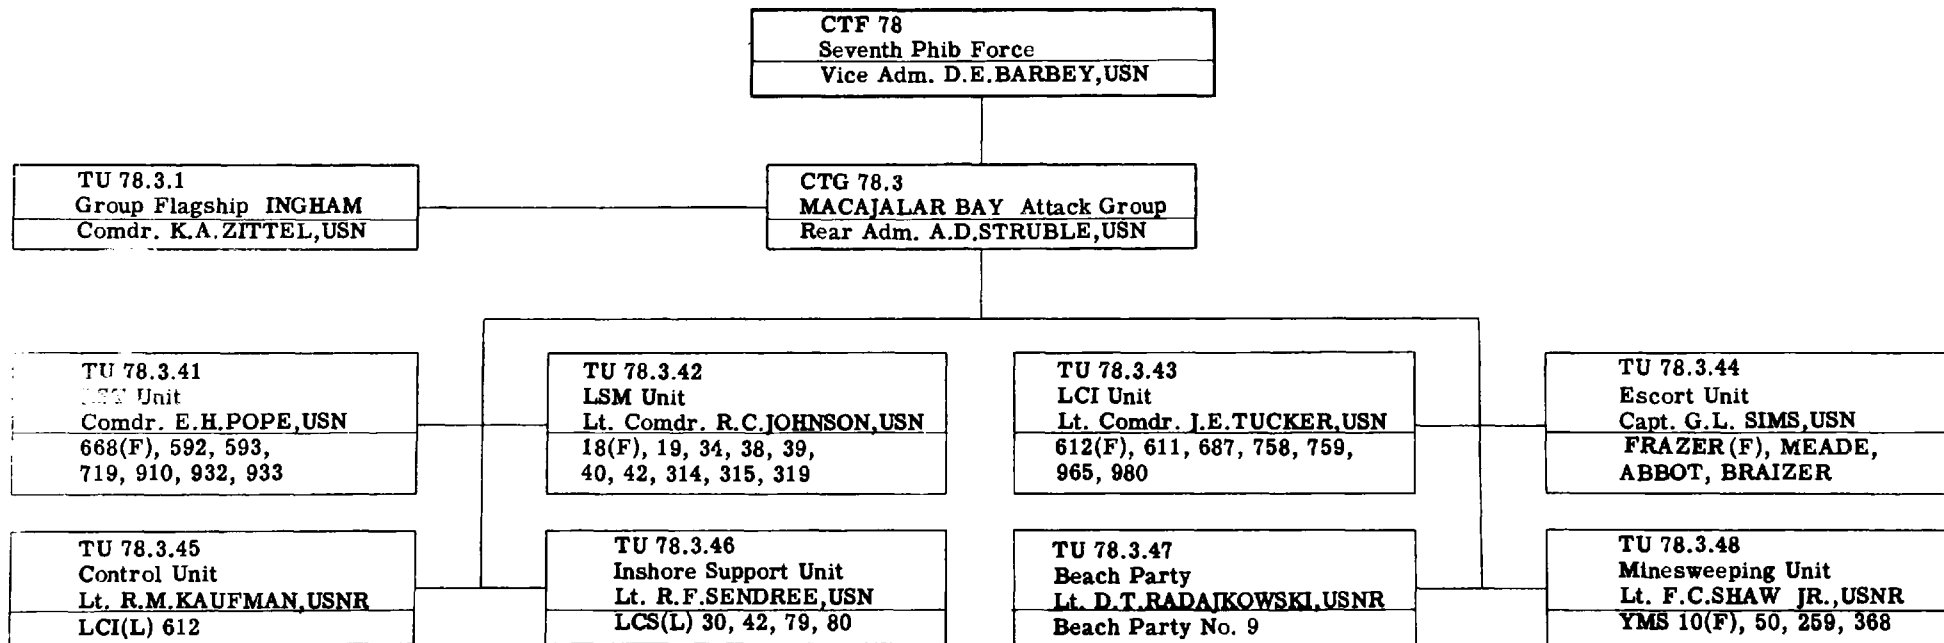 CTF 78
Seventh Phib Force
Vice Adm. D.E.BARBEY,USN
TU 78.3.1
Group Flagship INGHAM
Comdr. K.A.ZITTEL,USN
CTG 78.3
MACAJALAR BAY Attack Group
Rear Adm. A.D.STRUBLE,USN
TU 78.3.41
Unit
Comdr. E.H.POPE,USN
668(F), 592, 593,
719, 910, 932, 933
TU 78.3.42
LSM Unit
Lt. Comdr. R.C.JOHNSON,USN
18(F), 19, 34, 38, 39,
40, 42, 314, 315, 319
TU 78.3.43
LCI Unit
Lt. Comdr. J.E.TUCKER,USN
612(F), 611, 687, 758, 759,
965, 980
TU 78.3.44
Escort Unit
Capt. G.L. SIMS,USN
FRAZER(F), MEADE,
ABBOT, BRAIZER
TU 78.3.45
Control Unit
Lt. R.M.KAUFMAN,USNR
LCI(L) 612
TU 78.3.46
Inshore Support Unit
Lt. R.F.SENDREE,USN
LCS(L) 30, 42, 79, 80
TU 78.3.47
Beach Party
Lt. D.T.RADAJKOWSKI,USNR
Beach Party No. 9
TU 78.3.48
Minesweeping Unit
Lt. F.C.SHAW JR.,USNR
YMS 10(F), 50, 259, 368